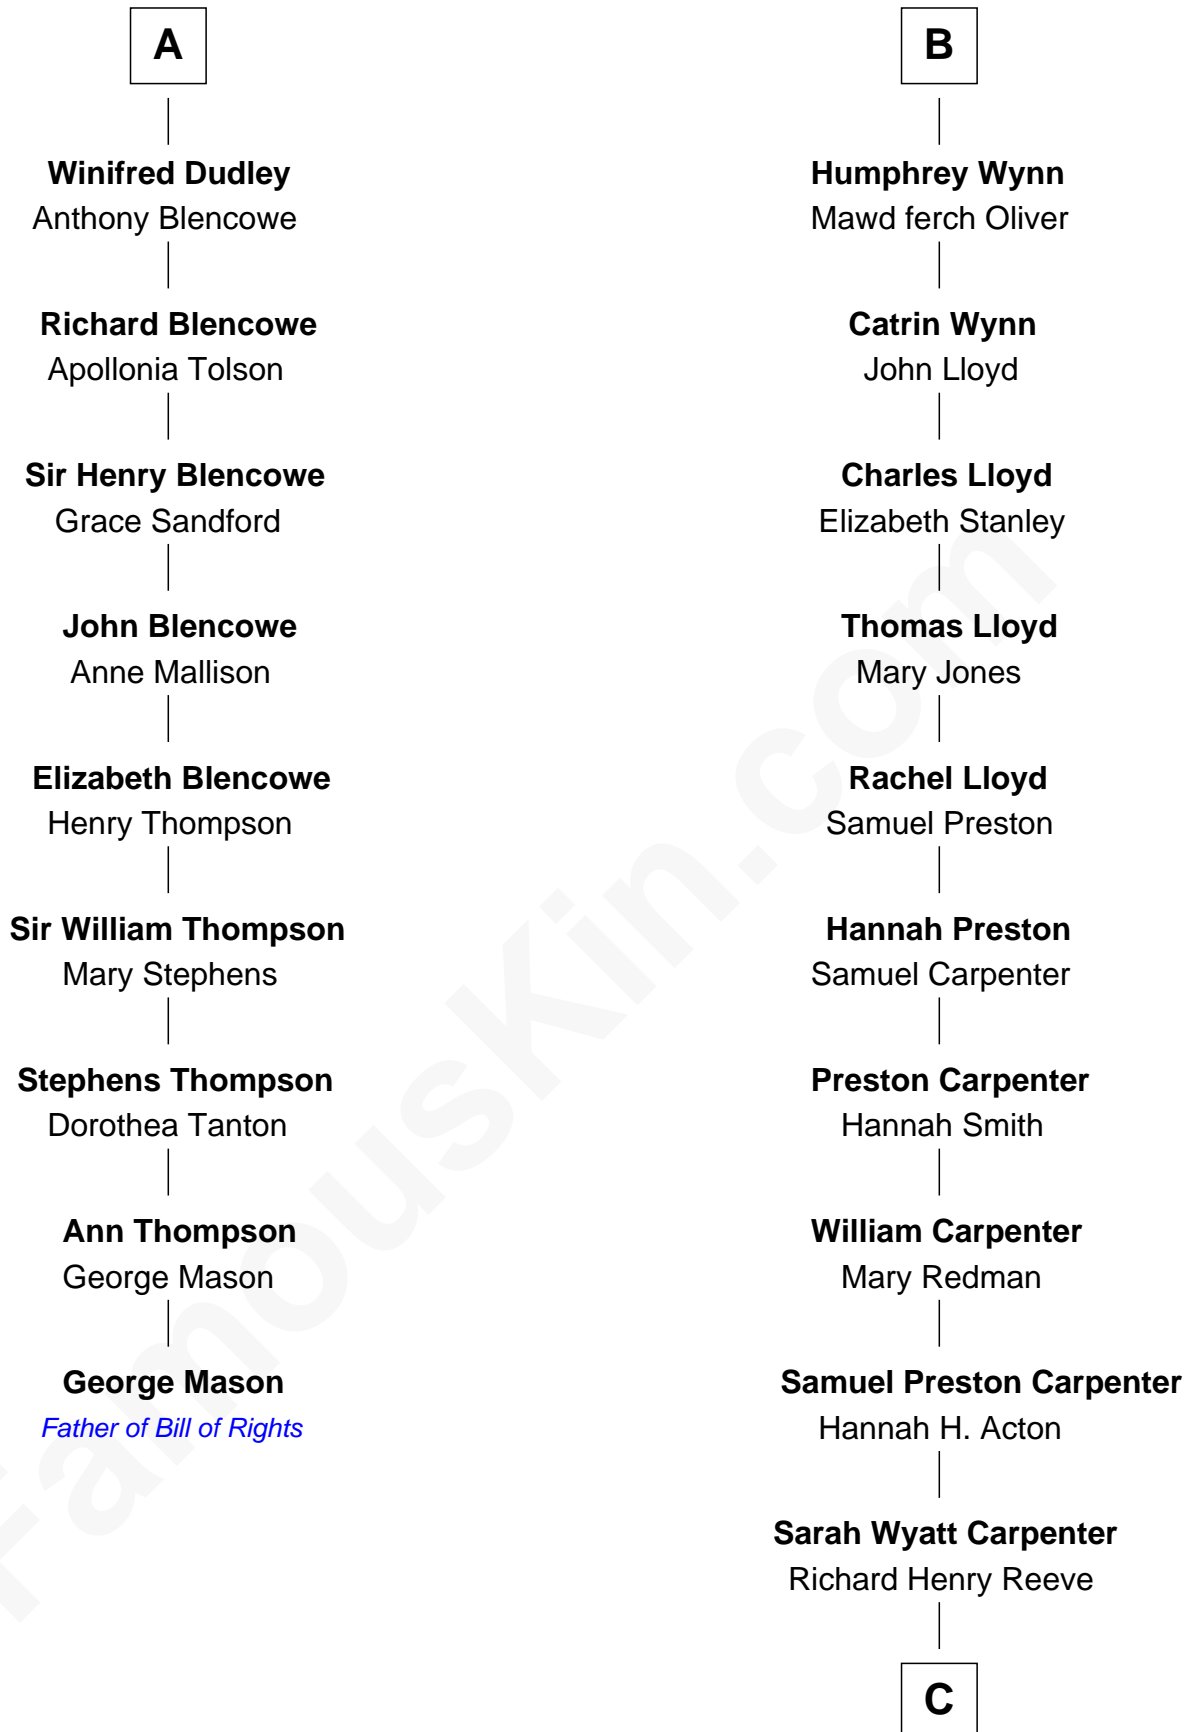 A
Winifred Dudley
Anthony Blencowe
Richard Blencowe
Apollonia Tolson
Sir Henry Blencowe
Grace Sandford
John Blencowe
Anne Mallison
Elizabeth Blencowe
Henry Thompson
Sir William Thompson
Mary Stephens
Stephens Thompson
Dorothea Tanton
Ann Thompson
George Mason
George Mason
Father of Bill of Rights
B
Humphrey Wynn
Mawd ferch Oliver
Catrin Wynn
John Lloyd
Charles Lloyd
Elizabeth Stanley
Thomas Lloyd
Mary Jones
Rachel Lloyd
Samuel Preston
Hannah Preston
Samuel Carpenter
Preston Carpenter
Hannah Smith
William Carpenter
Mary Redman
Samuel Preston Carpenter
Hannah H. Acton
Sarah Wyatt Carpenter
Richard Henry Reeve
C
FamousKin.com